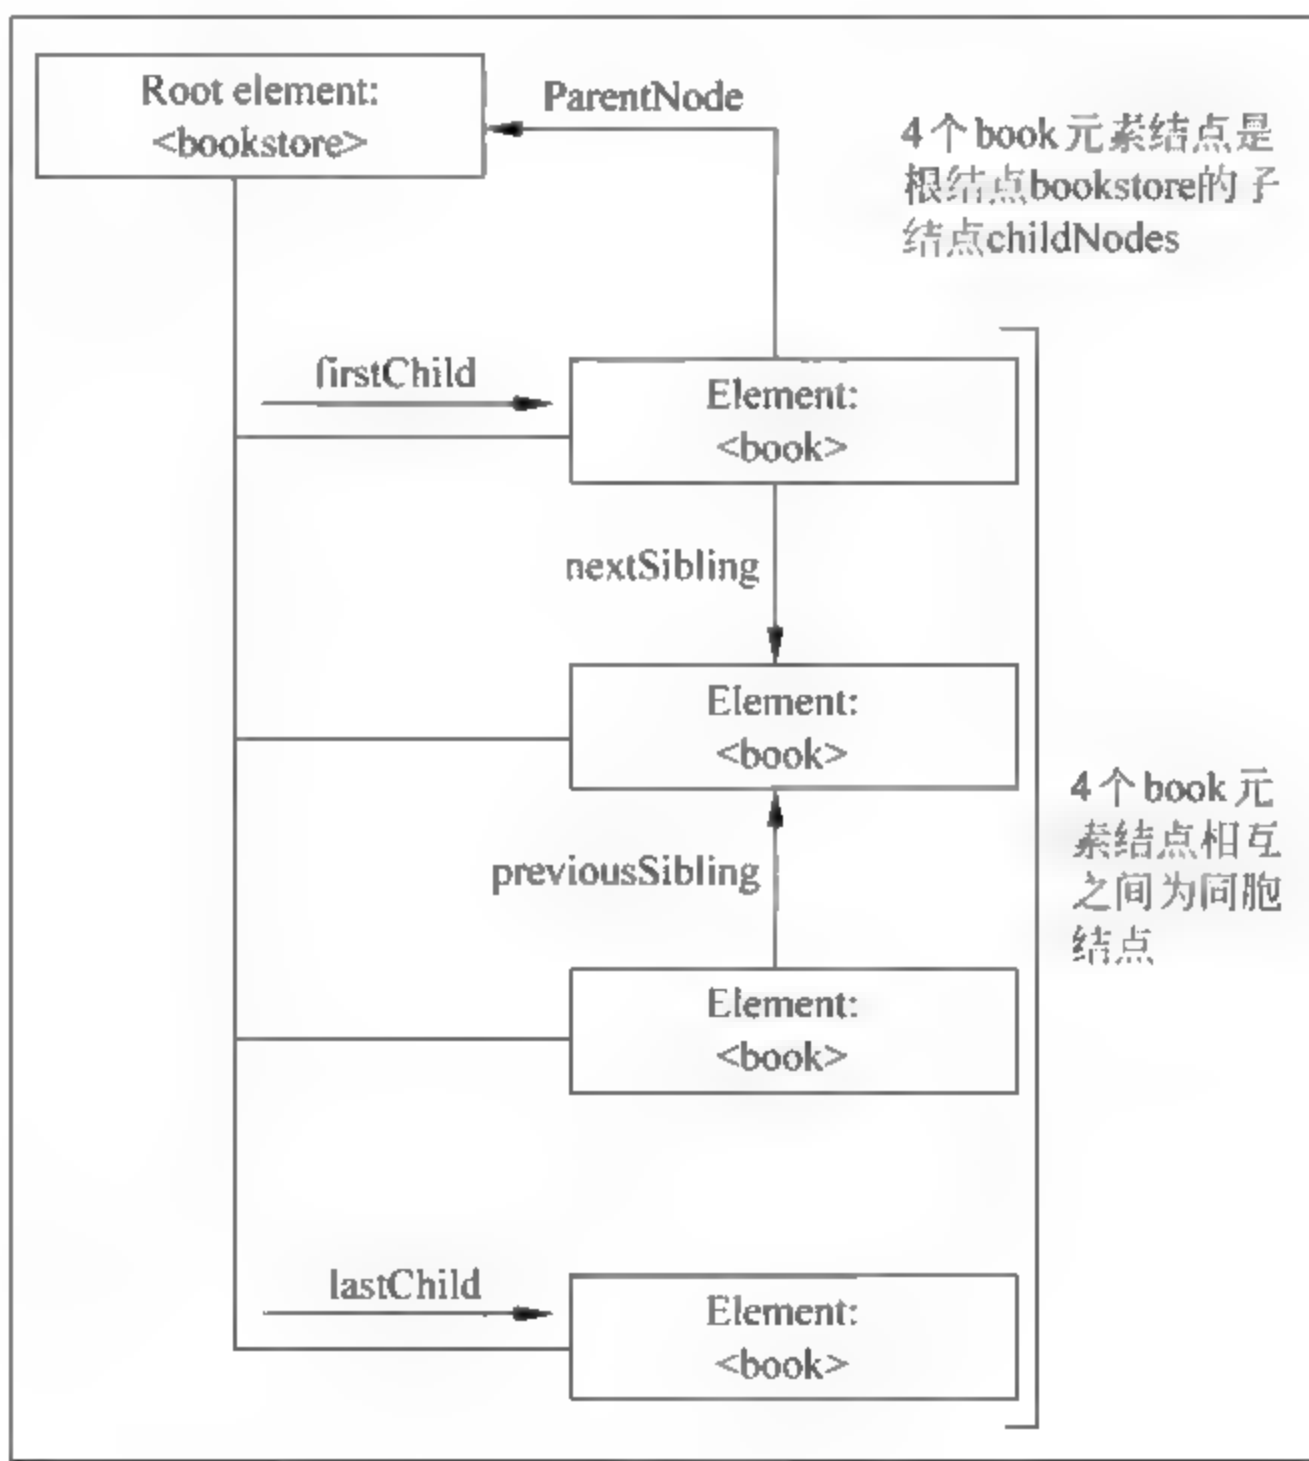 Root element:
<bookstore>
ParentNode
4个book元素结点是
根结点bookstore的子
结点childNodes
firstChild
Element:
<book>
nextSibling
Element:
<book>
previousSibling
4个book元
素结点相互
之间为同胞
结点
Element:
<book>
lastChild
Element:
<book>